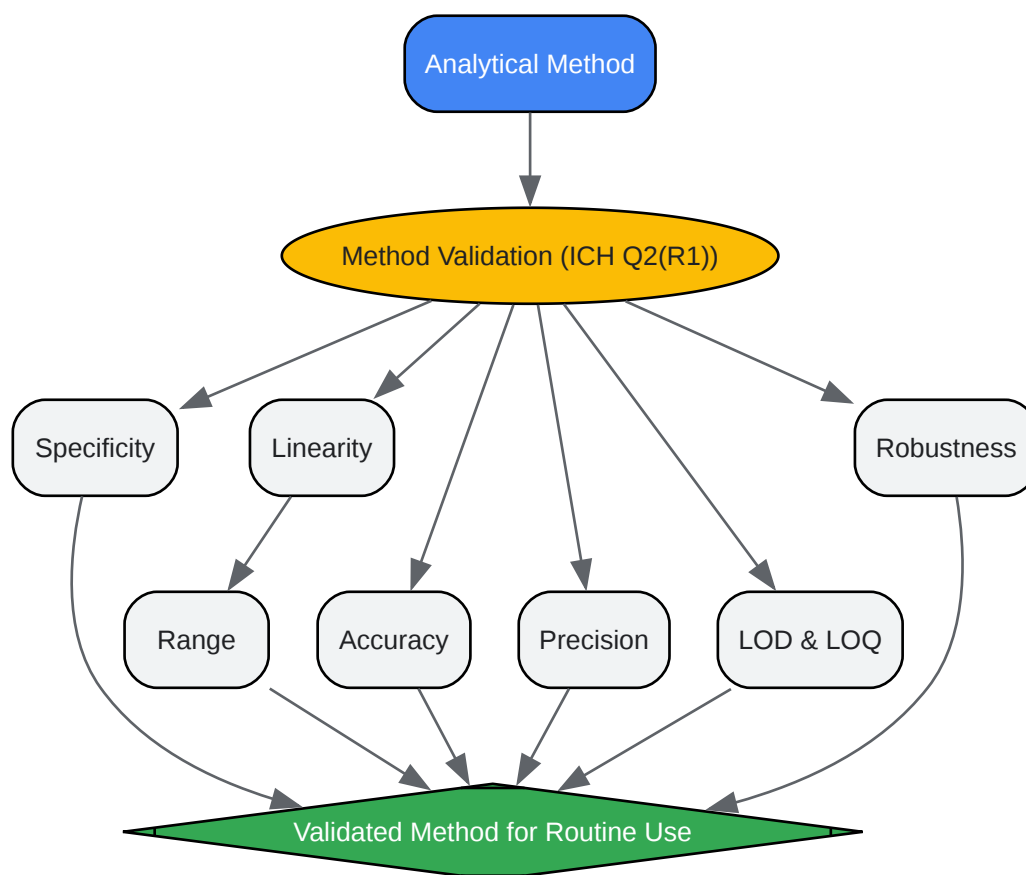 Analytical Method
Method Validation (ICH Q2(R1))
Specificity
Linearity
Robustness
Range
Accuracy
Precision
LOD & LOQ
Validated Method for Routine Use